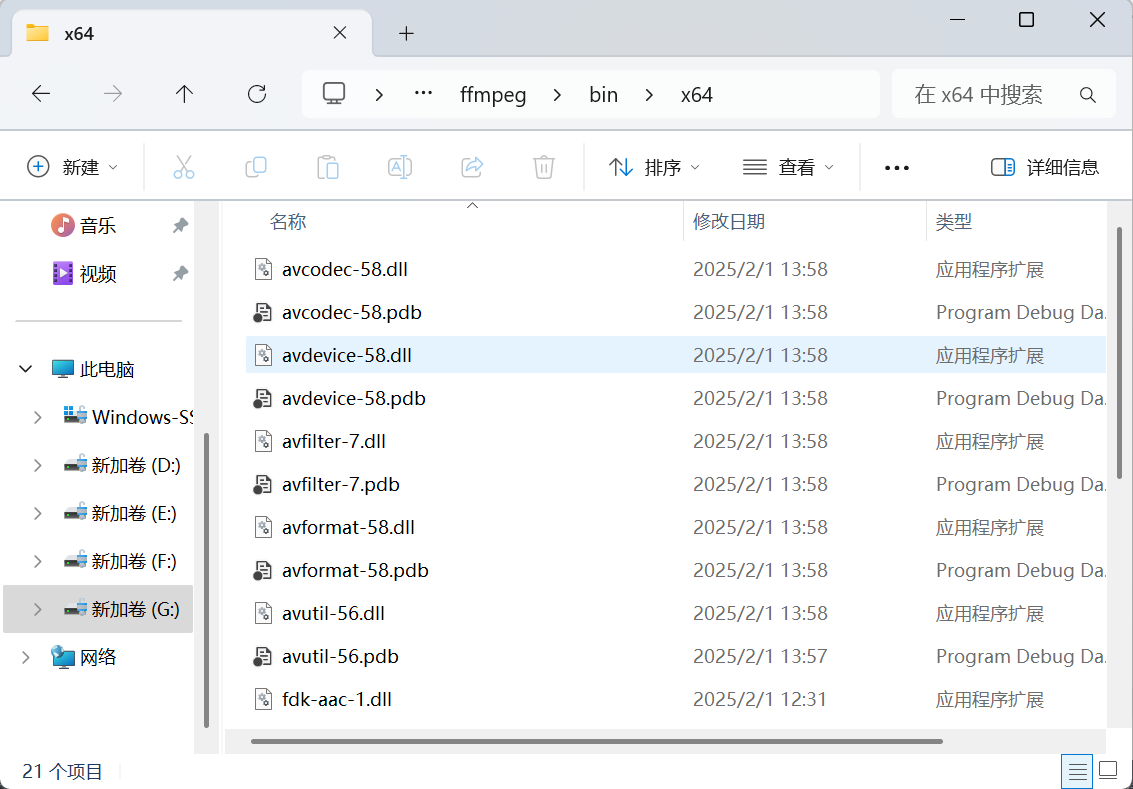 x64
ffmpeg bin x64 在 x64 中搜索
新建 排序 查看 详细信息
音乐
视频
此电脑
Windows-SS
新加卷 (D:)
新加卷 (E:)
新加卷 (F:)
新加卷 (G:)
网络
名称 修改日期 类型
avcodec-58.dll 2025/2/1 13:58 应用程序扩展
avcodec-58.pdb 2025/2/1 13:58 Program Debug Da.
avdevice-58.dll 2025/2/1 13:58 应用程序扩展
avdevice-58.pdb 2025/2/1 13:58 Program Debug Da.
avfilter-7.dll 2025/2/1 13:58 应用程序扩展
avfilter-7.pdb 2025/2/1 13:58 Program Debug Da.
avformat-58.dll 2025/2/1 13:58 应用程序扩展
avformat-58.pdb 2025/2/1 13:58 Program Debug Da.
avutil-56.dll 2025/2/1 13:58 应用程序扩展
avutil-56.pdb 2025/2/1 13:57 Program Debug Da.
fdk-aac-1.dll 2025/2/1 12:31 应用程序扩展
21 个项目